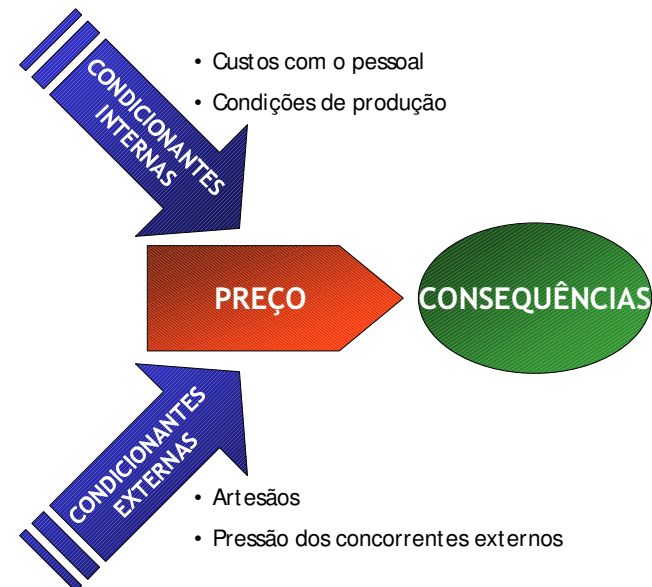 CONDICIONANTES
INTERNAS
• Custos com o pessoal
• Condições de produção
PREÇO
CONSEQUÊNCIAS
CONDICIONANTES
EXTERNAS
• Artesãos
• Pressão dos concorrentes externos